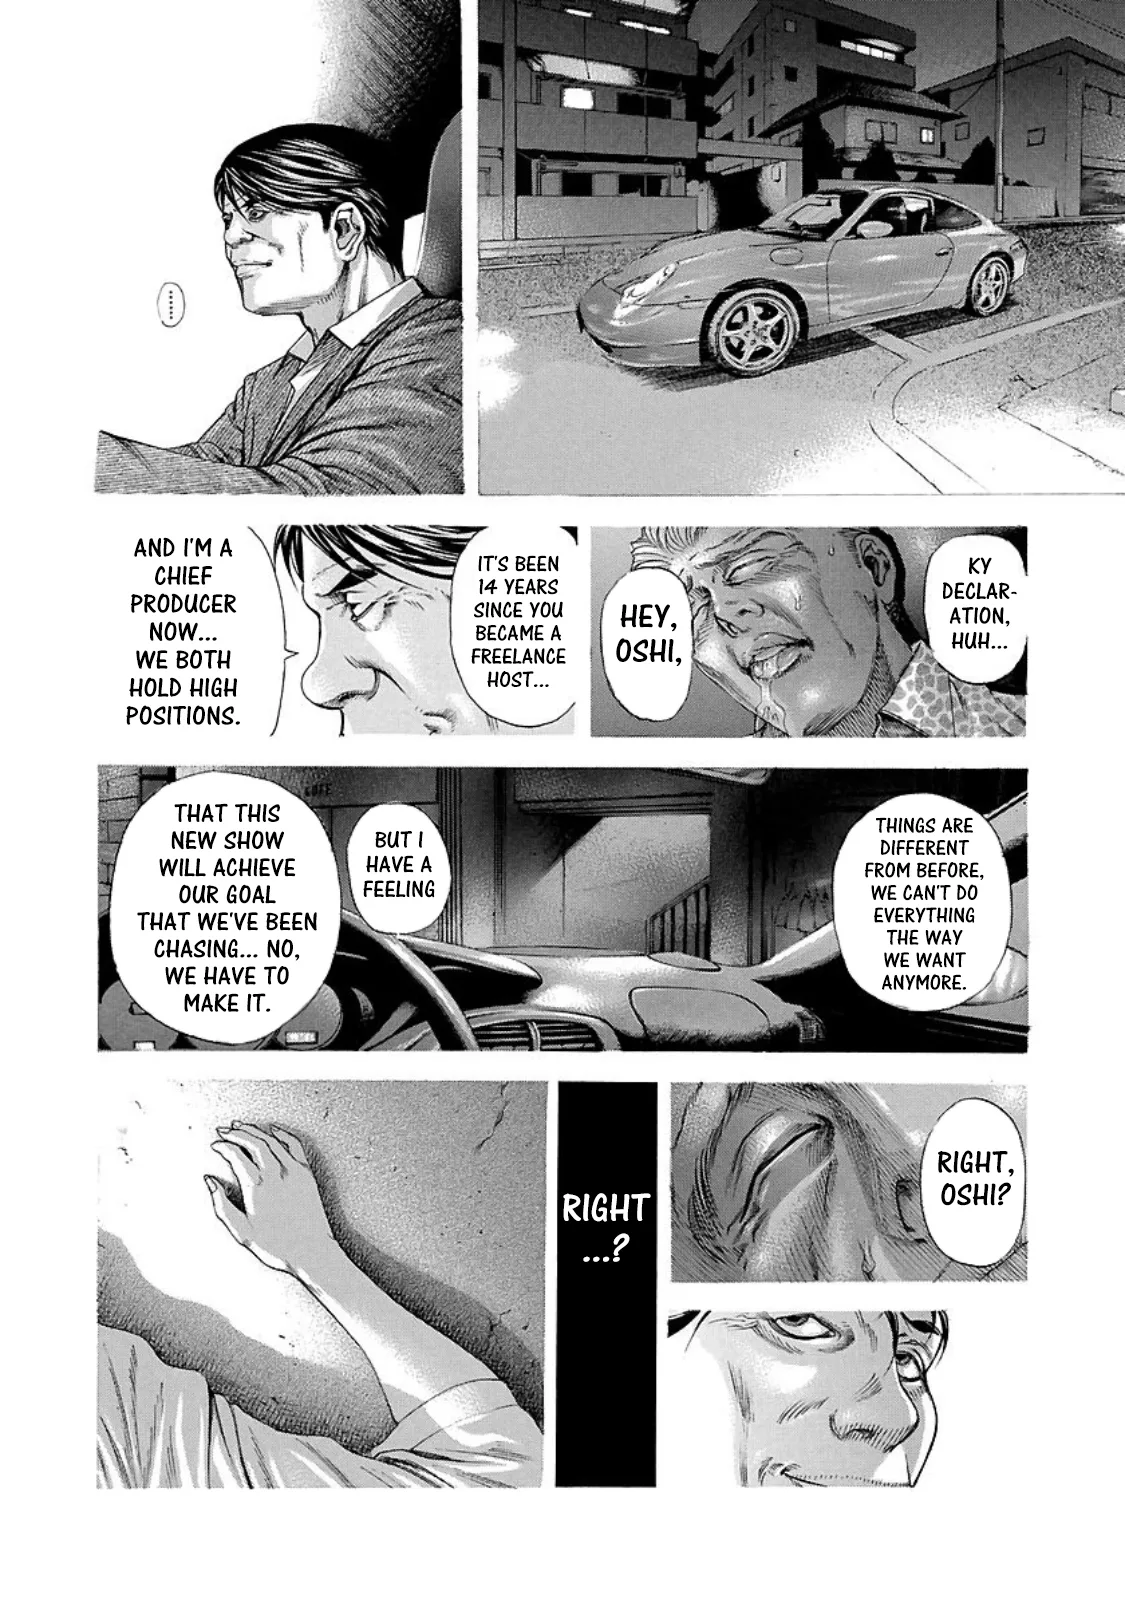 ......
KY
DECLAR-
ATION,
HUH...
HEY,
OSHI,
IT'S BEEN
14 YEARS
SINCE YOU
BECAME A
FREELANCE
HOST...
AND I'M A
CHIEF
PRODUCER
NOW...
WE BOTH
HOLD HIGH
POSITIONS.
THINGS ARE
DIFFERENT
FROM BEFORE,
WE CAN'T DO
EVERYTHING
THE WAY
WE WANT
ANYMORE.
BUT I
HAVE A
FEELING
THAT THIS
NEW SHOW
WILL ACHIEVE
OUR GOAL
THAT WE'VE BEEN
CHASING... NO,
WE HAVE TO
MAKE IT.
RIGHT,
OSHI?
RIGHT
...?